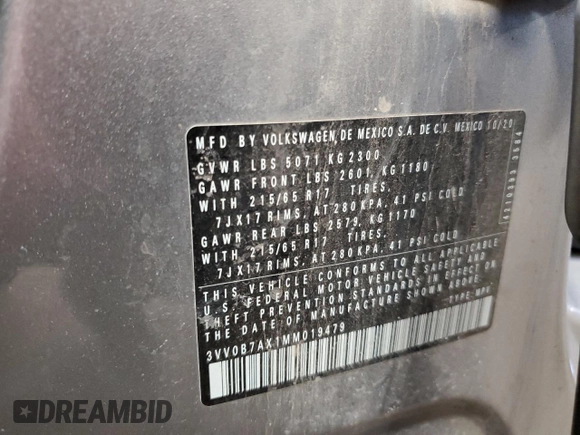 MFD BY VOLKSWAGEN DE MEXICO S.A. DE C.V. MEXICO 10/20
GVWR LBS 5071 KG 2300
GAWR FRONT LBS 2601, KG 1180
WITH 215/65 R17 TIRES,
7JX17 RIMS, AT 280 KPA, 41 PSI COLD
GAWR REAR LBS 2579, KG 1170
WITH 215/65 R17 TIRES,
7JX17 RIMS, AT 280 KPA, 41 PSI COLD
THIS VEHICLE CONFORMS TO ALL APPLICABLE
U.S. FEDERAL MOTOR VEHICLE SAFETY AND
THEFT PREVENTION STANDARDS IN EFFECT ON
THE DATE OF MANUFACTURE SHOWN ABOVE.
3VV0B7AX1MM019479 TYPE: MPV
DREAMBID